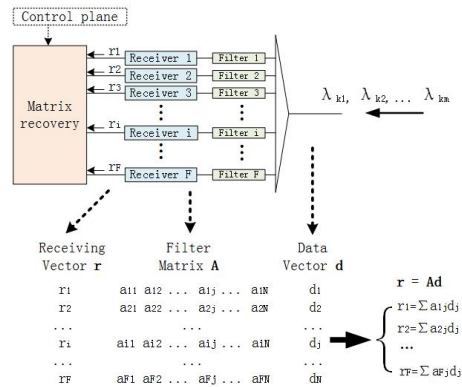 Control plane
Matrix recovery
r1 Receiver 1 Filter 1
r2 Receiver 2 Filter 2
r3 Receiver 3 Filter 3
ri Receiver i Filter i
rF Receiver F Filter F
λk1, λk2, ... λkm
Receiving Vector r
Filter Matrix A
Data Vector d
r1 a11 a12 ... a1j ... a1N d1
r2 a21 a22 ... a2j ... a2N d2
... ... ...
ri ai1 ai2 ... aij ... aiN dj
... ... ...
rF aF1 aF2 ... aFj ... aFN dN
r = Ad
r1=∑a1jdj
r2=∑a2jdj
...
rF=∑aFjdj